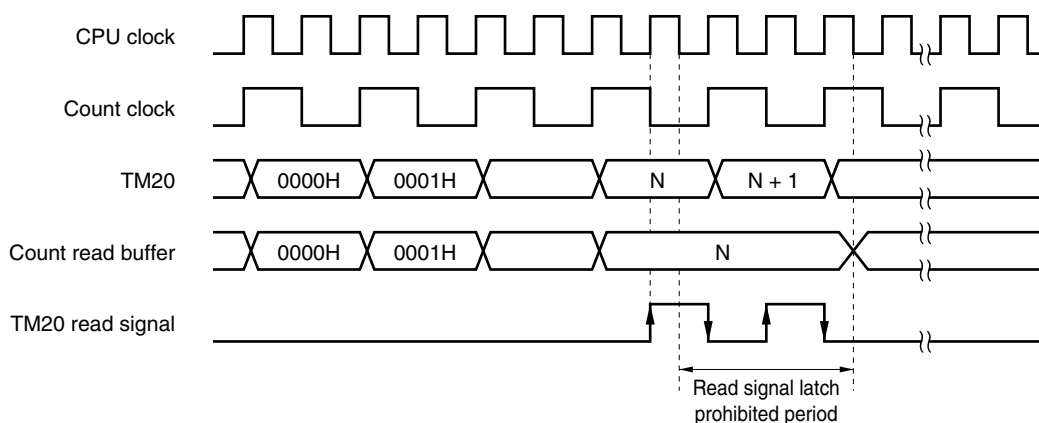 CPU clock
Count clock
TM20 0000H 0001H N N + 1
Count read buffer 0000H 0001H N
TM20 read signal
Read signal latch
prohibited period